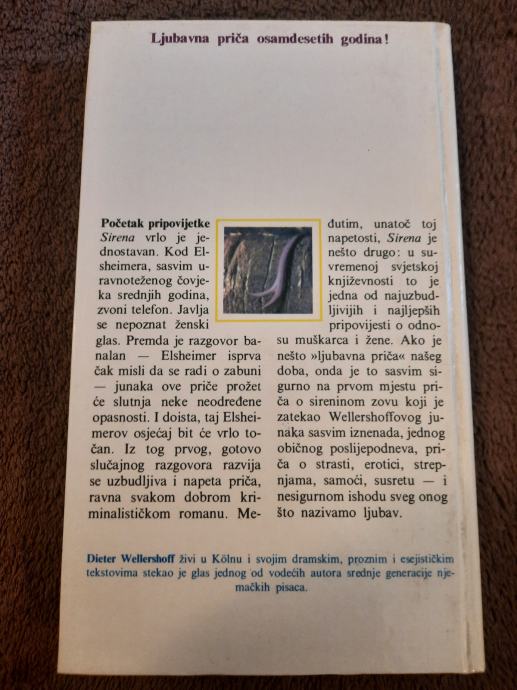 Ljubavna priča osamdesetih godina!
Početak pripovijetke
Sirena vrlo je je-
dnostavan. Kod El-
sheimera, sasvim u-
ravnoteženog čovje-
ka srednjih godina,
zvoni telefon. Javlja
se nepoznat ženski
glas. Premda je razgovor ba-
nalan — Elsheimer isprva
čak misli da se radi o zabuni
— junaka ove priče prožet
će slutnja neke neodređene
opasnosti. I doista, taj Elshei-
merov osjećaj bit će vrlo to-
čan. Iz tog prvog, gotovo
slučajnog razgovora razvija
se uzbudljiva i napeta priča,
ravna svakom dobrom kri-
minalističkom romanu. Me-
đutim, unatoč toj
napetosti, Sirena je
nešto drugo: u su-
vremenoj svjetskoj
književnosti to je
jedna od najuzbud-
ljivijih i najljepših
pripovijesti o odno-
su muškarca i žene. Ako je
nešto »ljubavna priča« našeg
doba, onda je to sasvim si-
gurno na prvom mjestu pri-
ča o sireninom zovu koji je
zatekao Wellershoffovog ju-
naka sasvim iznenada, jednog
običnog poslijepodneva, pri-
ča o strasti, erotici, strep-
njama, samoći, susretu — i
nesigurnom ishodu sveg onog
što nazivamo ljubav.
Dieter Wellershoff živi u Kölnu i svojim dramskim, proznim i esejističkim
tekstovima stekao je glas jednog od vodećih autora srednje generacije nje-
mačkih pisaca.